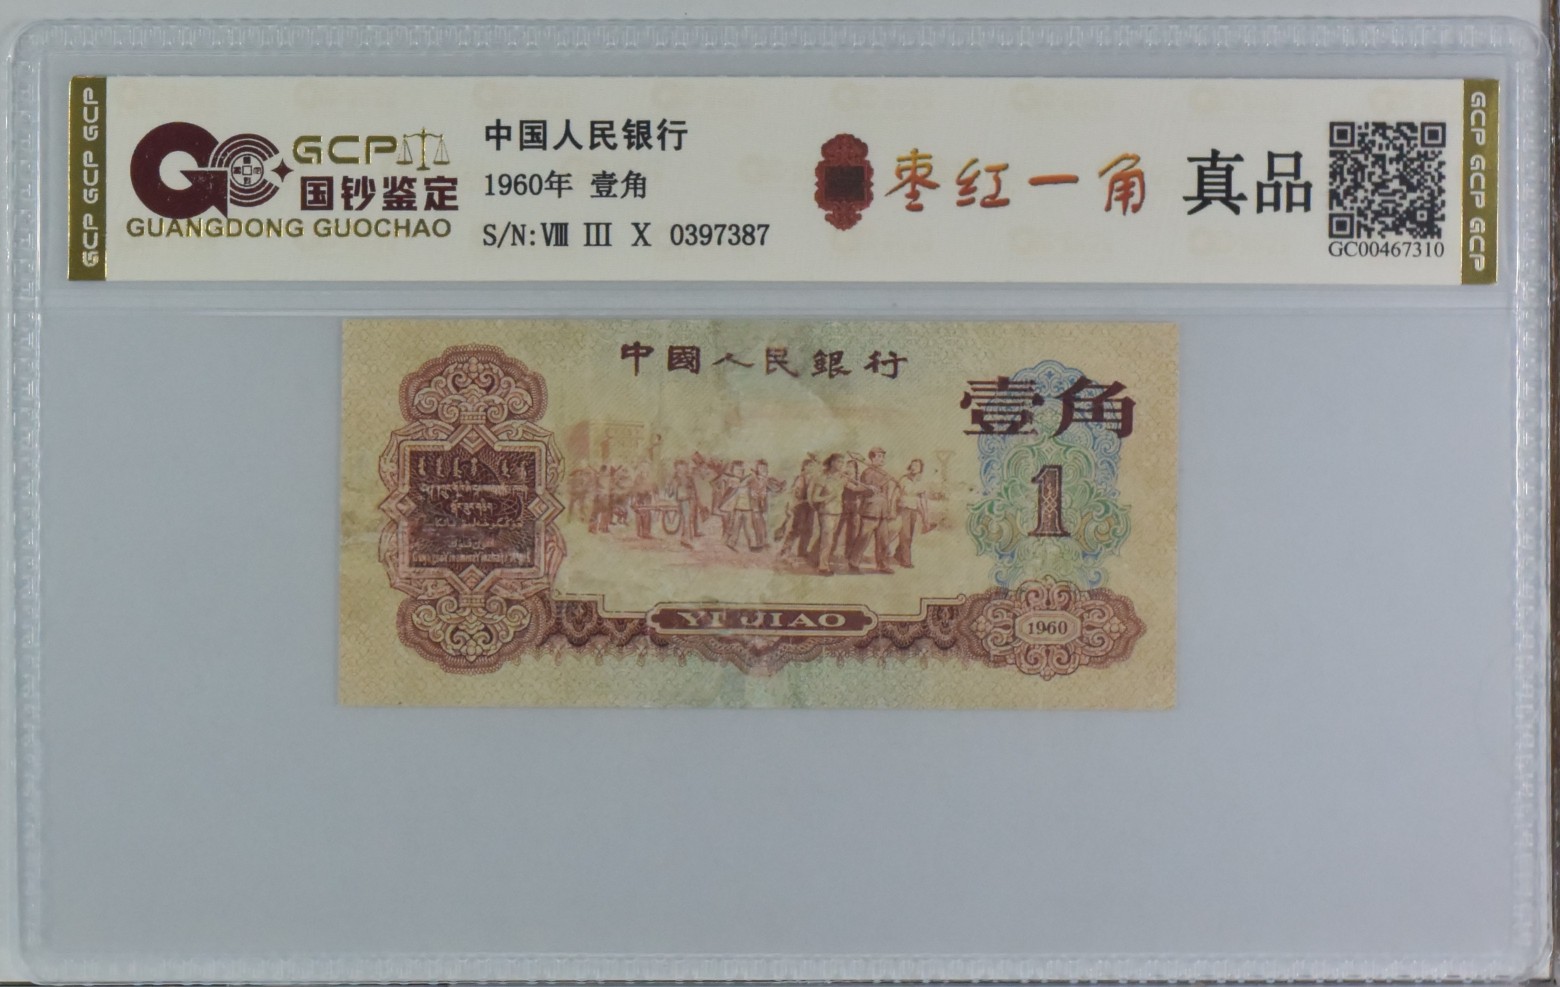 GCP GCP GCP
GCP
国钞鉴定
GUANGDONG GUOCHAO
中国人民银行
1960年 壹角
S/N:Ⅷ Ⅲ Ⅹ 0397387
枣红一角
真品
GC00467310
GCP GCP GCP
中國人民銀行
壹角
1
YI JIAO
1960